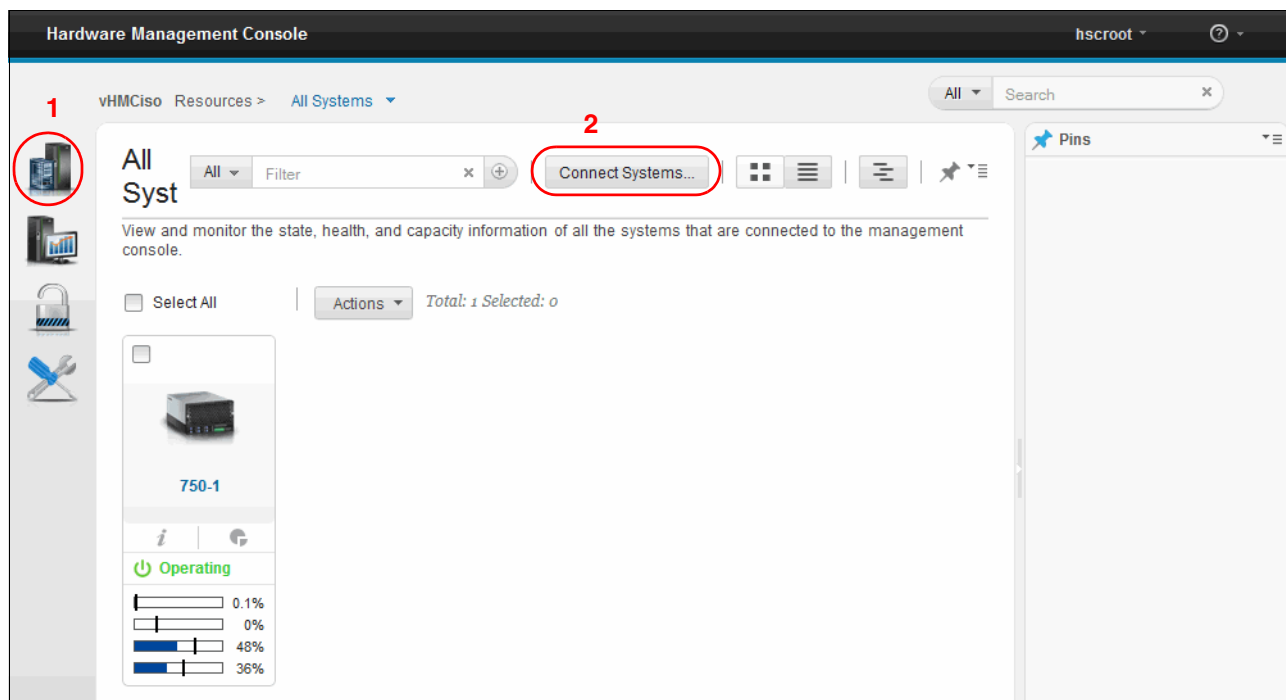 Hardware Management Console
hscroot
?
1
vHMCiso Resources > All Systems
All
Search
×
2
All
Syst
All
Filter
×
Connect Systems...
View and monitor the state, health, and capacity information of all the systems that are connected to the management
console.
Select All
Actions
Total: 1 Selected: 0
750-1
i
Operating
0.1%
0%
48%
36%
Pins